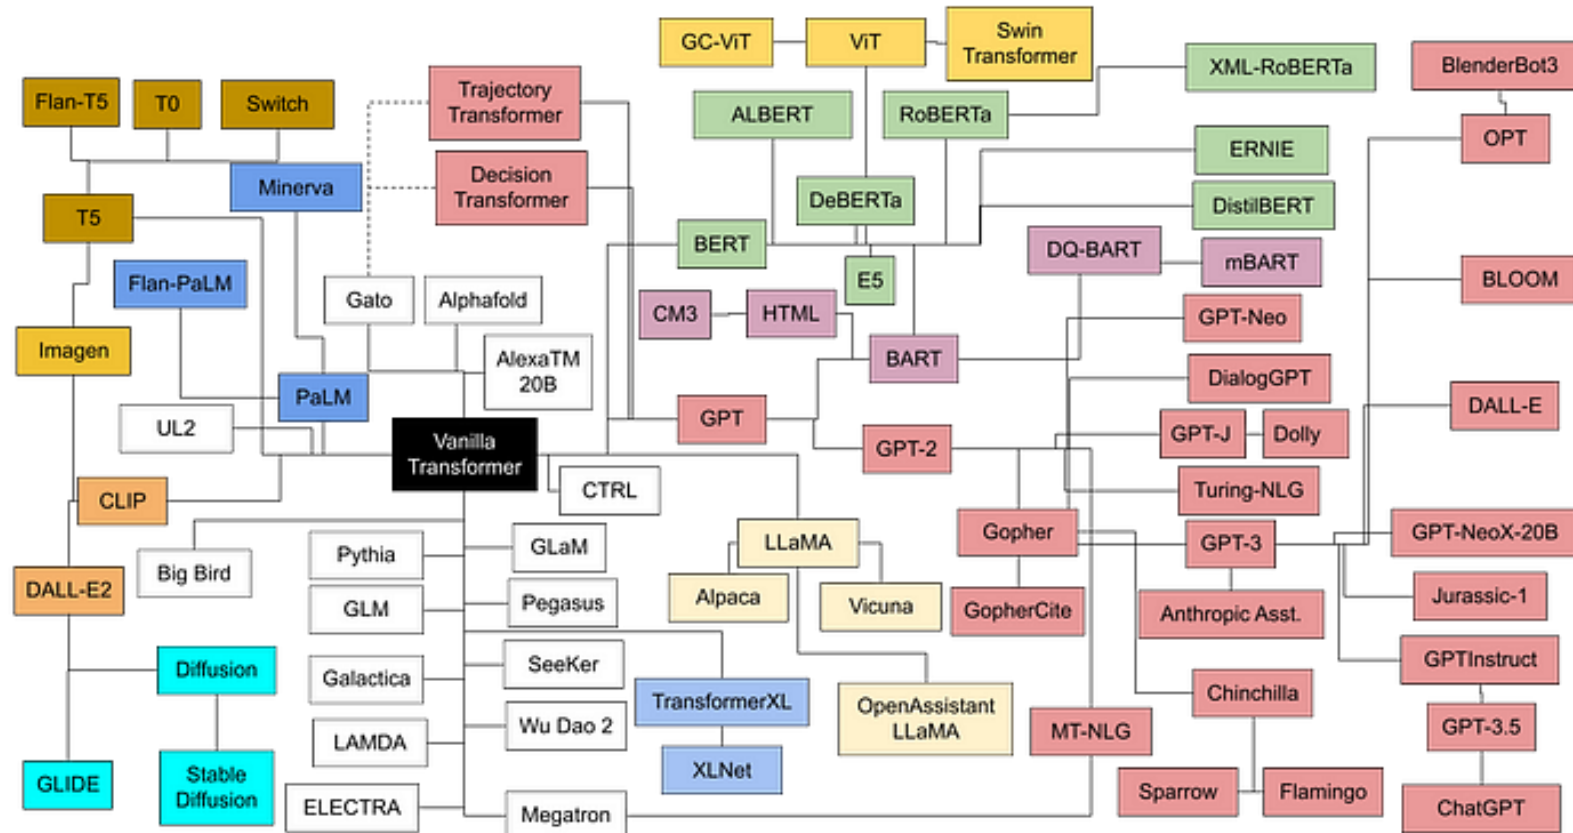 GC-ViT
ViT
Swin
Transformer
XML-RoBERTa
BlenderBot3
Flan-T5
T0
Switch
Trajectory
Transformer
ALBERT
RoBERTa
OPT
ERNIE
Minerva
Decision
Transformer
DeBERTa
DistilBERT
T5
BERT
DQ-BART
mBART
Flan-PaLM
Gato
Alphafold
E5
BLOOM
CM3
HTML
GPT-Neo
Imagen
AlexaTM
20B
BART
DialogGPT
PaLM
DALL-E
UL2
Vanilla
Transformer
GPT
GPT-2
GPT-J
Dolly
CLIP
CTRL
Turing-NLG
Big Bird
Pythia
GLaM
LLaMA
Gopher
GPT-3
GPT-NeoX-20B
DALL-E2
GLM
Pegasus
Alpaca
Vicuna
GopherCite
Anthropic Asst.
Jurassic-1
Diffusion
Galactica
SeeKer
TransformerXL
OpenAssistant
LLaMA
Chinchilla
GPTInstruct
LAMDA
Wu Dao 2
MT-NLG
GPT-3.5
GLIDE
Stable
Diffusion
XLNet
Sparrow
Flamingo
ELECTRA
Megatron
ChatGPT